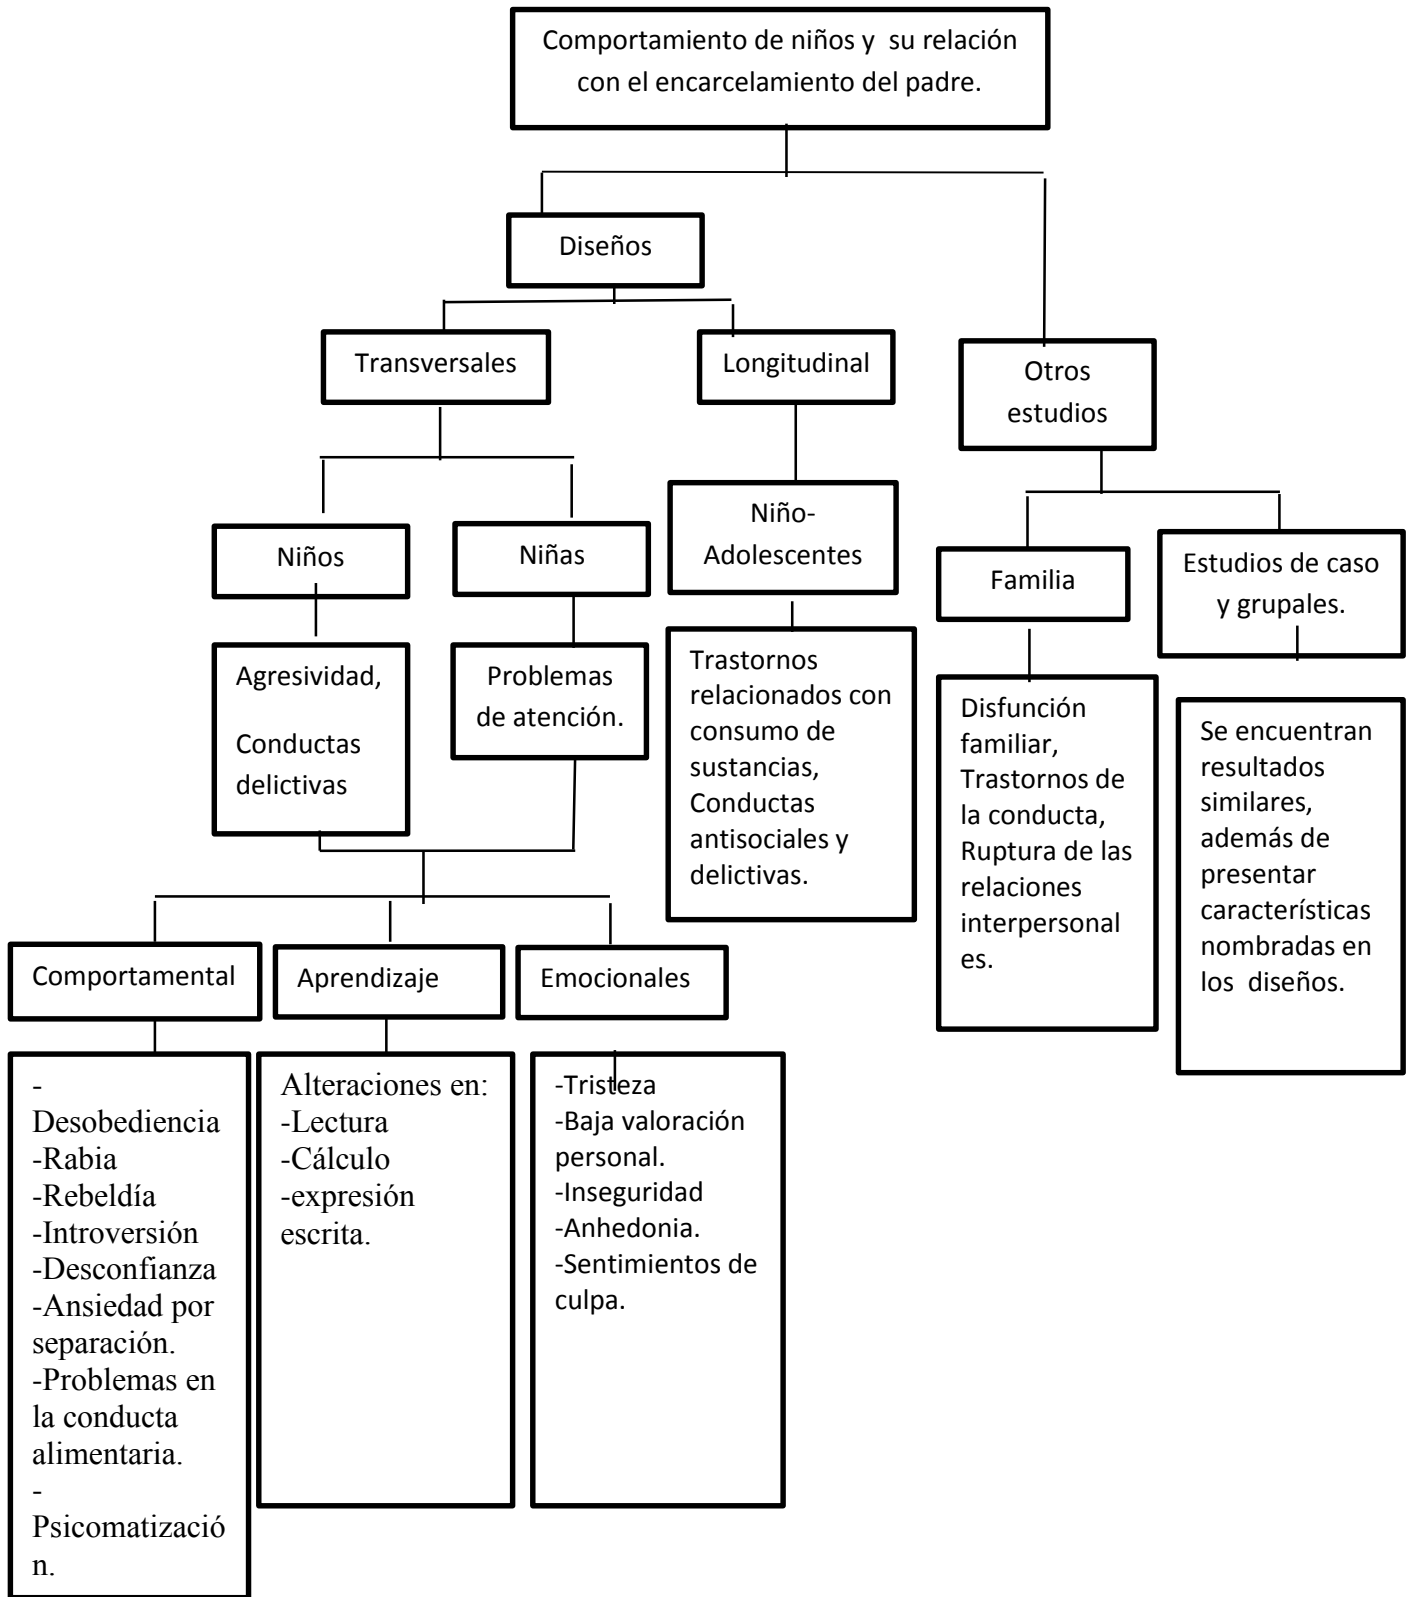 Comportamiento de niños y su relación
con el encarcelamiento del padre.
Diseños
Transversales
Longitudinal
Otros
estudios
Niños
Niñas
Niño-
Adolescentes
Familia
Estudios de caso
y grupales.
Agresividad,
Conductas
delictivas
Problemas
de atención.
Trastornos
relacionados con
consumo de
sustancias,
Conductas
antisociales y
delictivas.
Disfunción
familiar,
Trastornos de
la conducta,
Ruptura de las
relaciones
interpersonal
es.
Se encuentran
resultados
similares,
además de
presentar
características
nombradas en
los diseños.
Comportamental
Aprendizaje
Emocionales
-
Desobediencia
-Rabia
-Rebeldía
-Introversión
-Desconfianza
-Ansiedad por
separación.
-Problemas en
la conducta
alimentaria.
-
Psicomatizació
n.
Alteraciones en:
-Lectura
-Cálculo
-expresión
escrita.
-Tristeza
-Baja valoración
personal.
-Inseguridad
-Anhedonia.
-Sentimientos de
culpa.